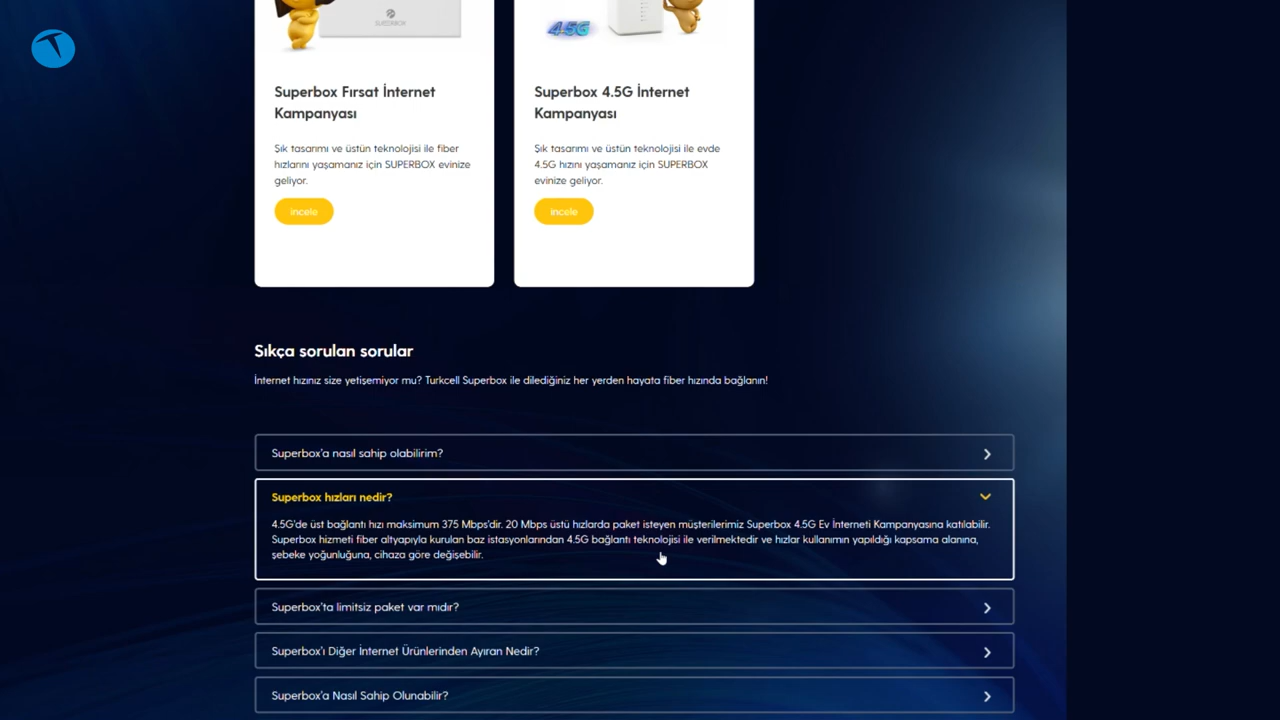 SUPERBOX
4.5G
Superbox Fırsat İnternet
Kampanyası
Şık tasarımı ve üstün teknolojisi ile fiber
hızlarını yaşamanız için SUPERBOX evinize
geliyor.
incele
Superbox 4.5G İnternet
Kampanyası
Şık tasarımı ve üstün teknolojisi ile evde
4.5G hızını yaşamanız için SUPERBOX
evinize geliyor.
incele
Sıkça sorulan sorular
İnternet hızınız size yetişemiyor mu? Turkcell Superbox ile dilediğiniz her yerden hayata fiber hızında bağlanın!
Superbox'a nasıl sahip olabilirim?
Superbox hızları nedir?
4.5G'de üst bağlantı hızı maksimum 375 Mbps'dir. 20 Mbps üstü hızlarda paket isteyen müşterilerimiz Superbox 4.5G Ev İnterneti Kampanyasına katılabilir.
Superbox hizmeti fiber altyapıyla kurulan baz istasyonlarından 4.5G bağlantı teknolojisi ile verilmektedir ve hızlar kullanımın yapıldığı kapsama alanına,
şebeke yoğunluğuna, cihaza göre değişebilir.
Superbox'ta limitsiz paket var mıdır?
Superbox'ı Diğer İnternet Ürünlerinden Ayıran Nedir?
Superbox'a Nasıl Sahip Olunabilir?